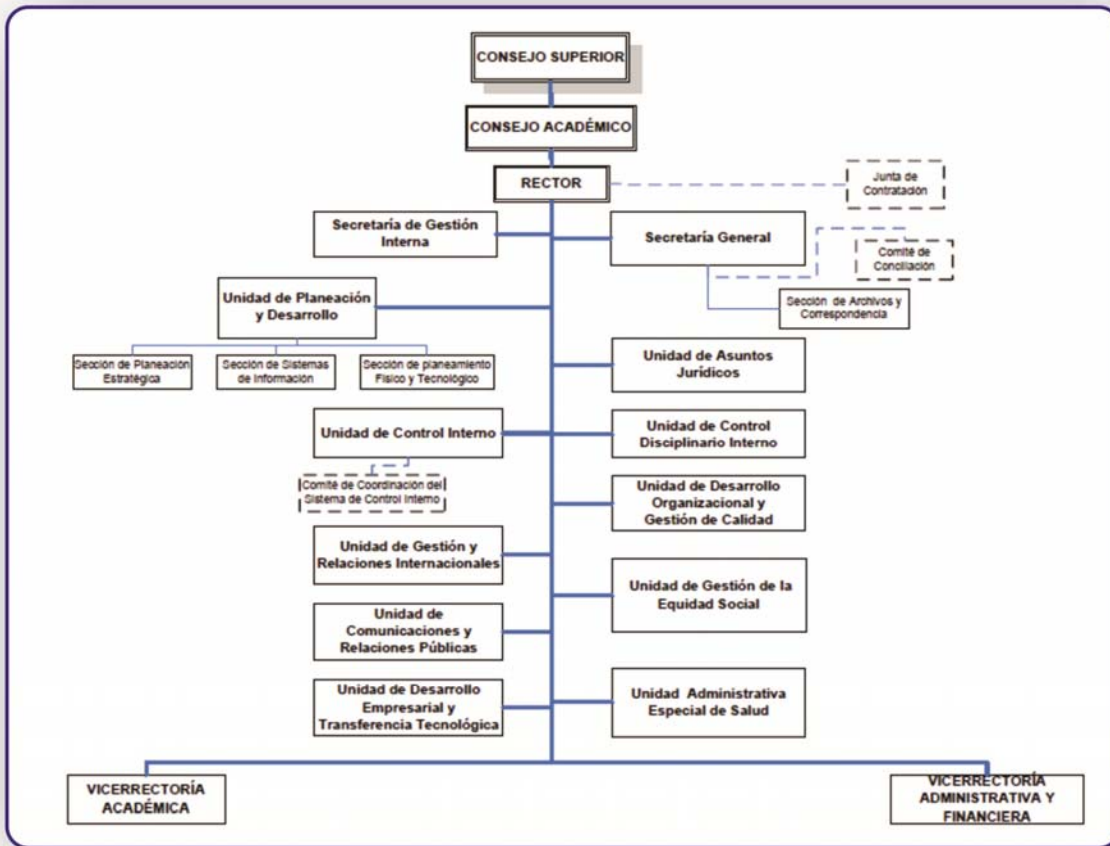 CONSEJO SUPERIOR
CONSEJO ACADÉMICO
RECTOR
Junta de
Contratación
Secretaría de Gestión
Interna
Secretaría General
Comité de
Conciliación
Sección de Archivos y
Correspondencia
Unidad de Planeación
y Desarrollo
Sección de Planeación
Estratégica
Sección de Sistemas
de Información
Sección de planeamiento
Físico y Tecnológico
Unidad de Asuntos
Jurídicos
Unidad de Control Interno
Unidad de Control
Disciplinario Interno
Comité de Coordinación del
Sistema de Control Interno
Unidad de Desarrollo
Organizacional y
Gestión de Calidad
Unidad de Gestión y
Relaciones Internacionales
Unidad de Gestión de la
Equidad Social
Unidad de
Comunicaciones y
Relaciones Públicas
Unidad de Desarrollo
Empresarial y
Transferencia Tecnológica
Unidad Administrativa
Especial de Salud
VICERRECTORÍA
ACADÉMICA
VICERRECTORÍA
ADMINISTRATIVA Y
FINANCIERA